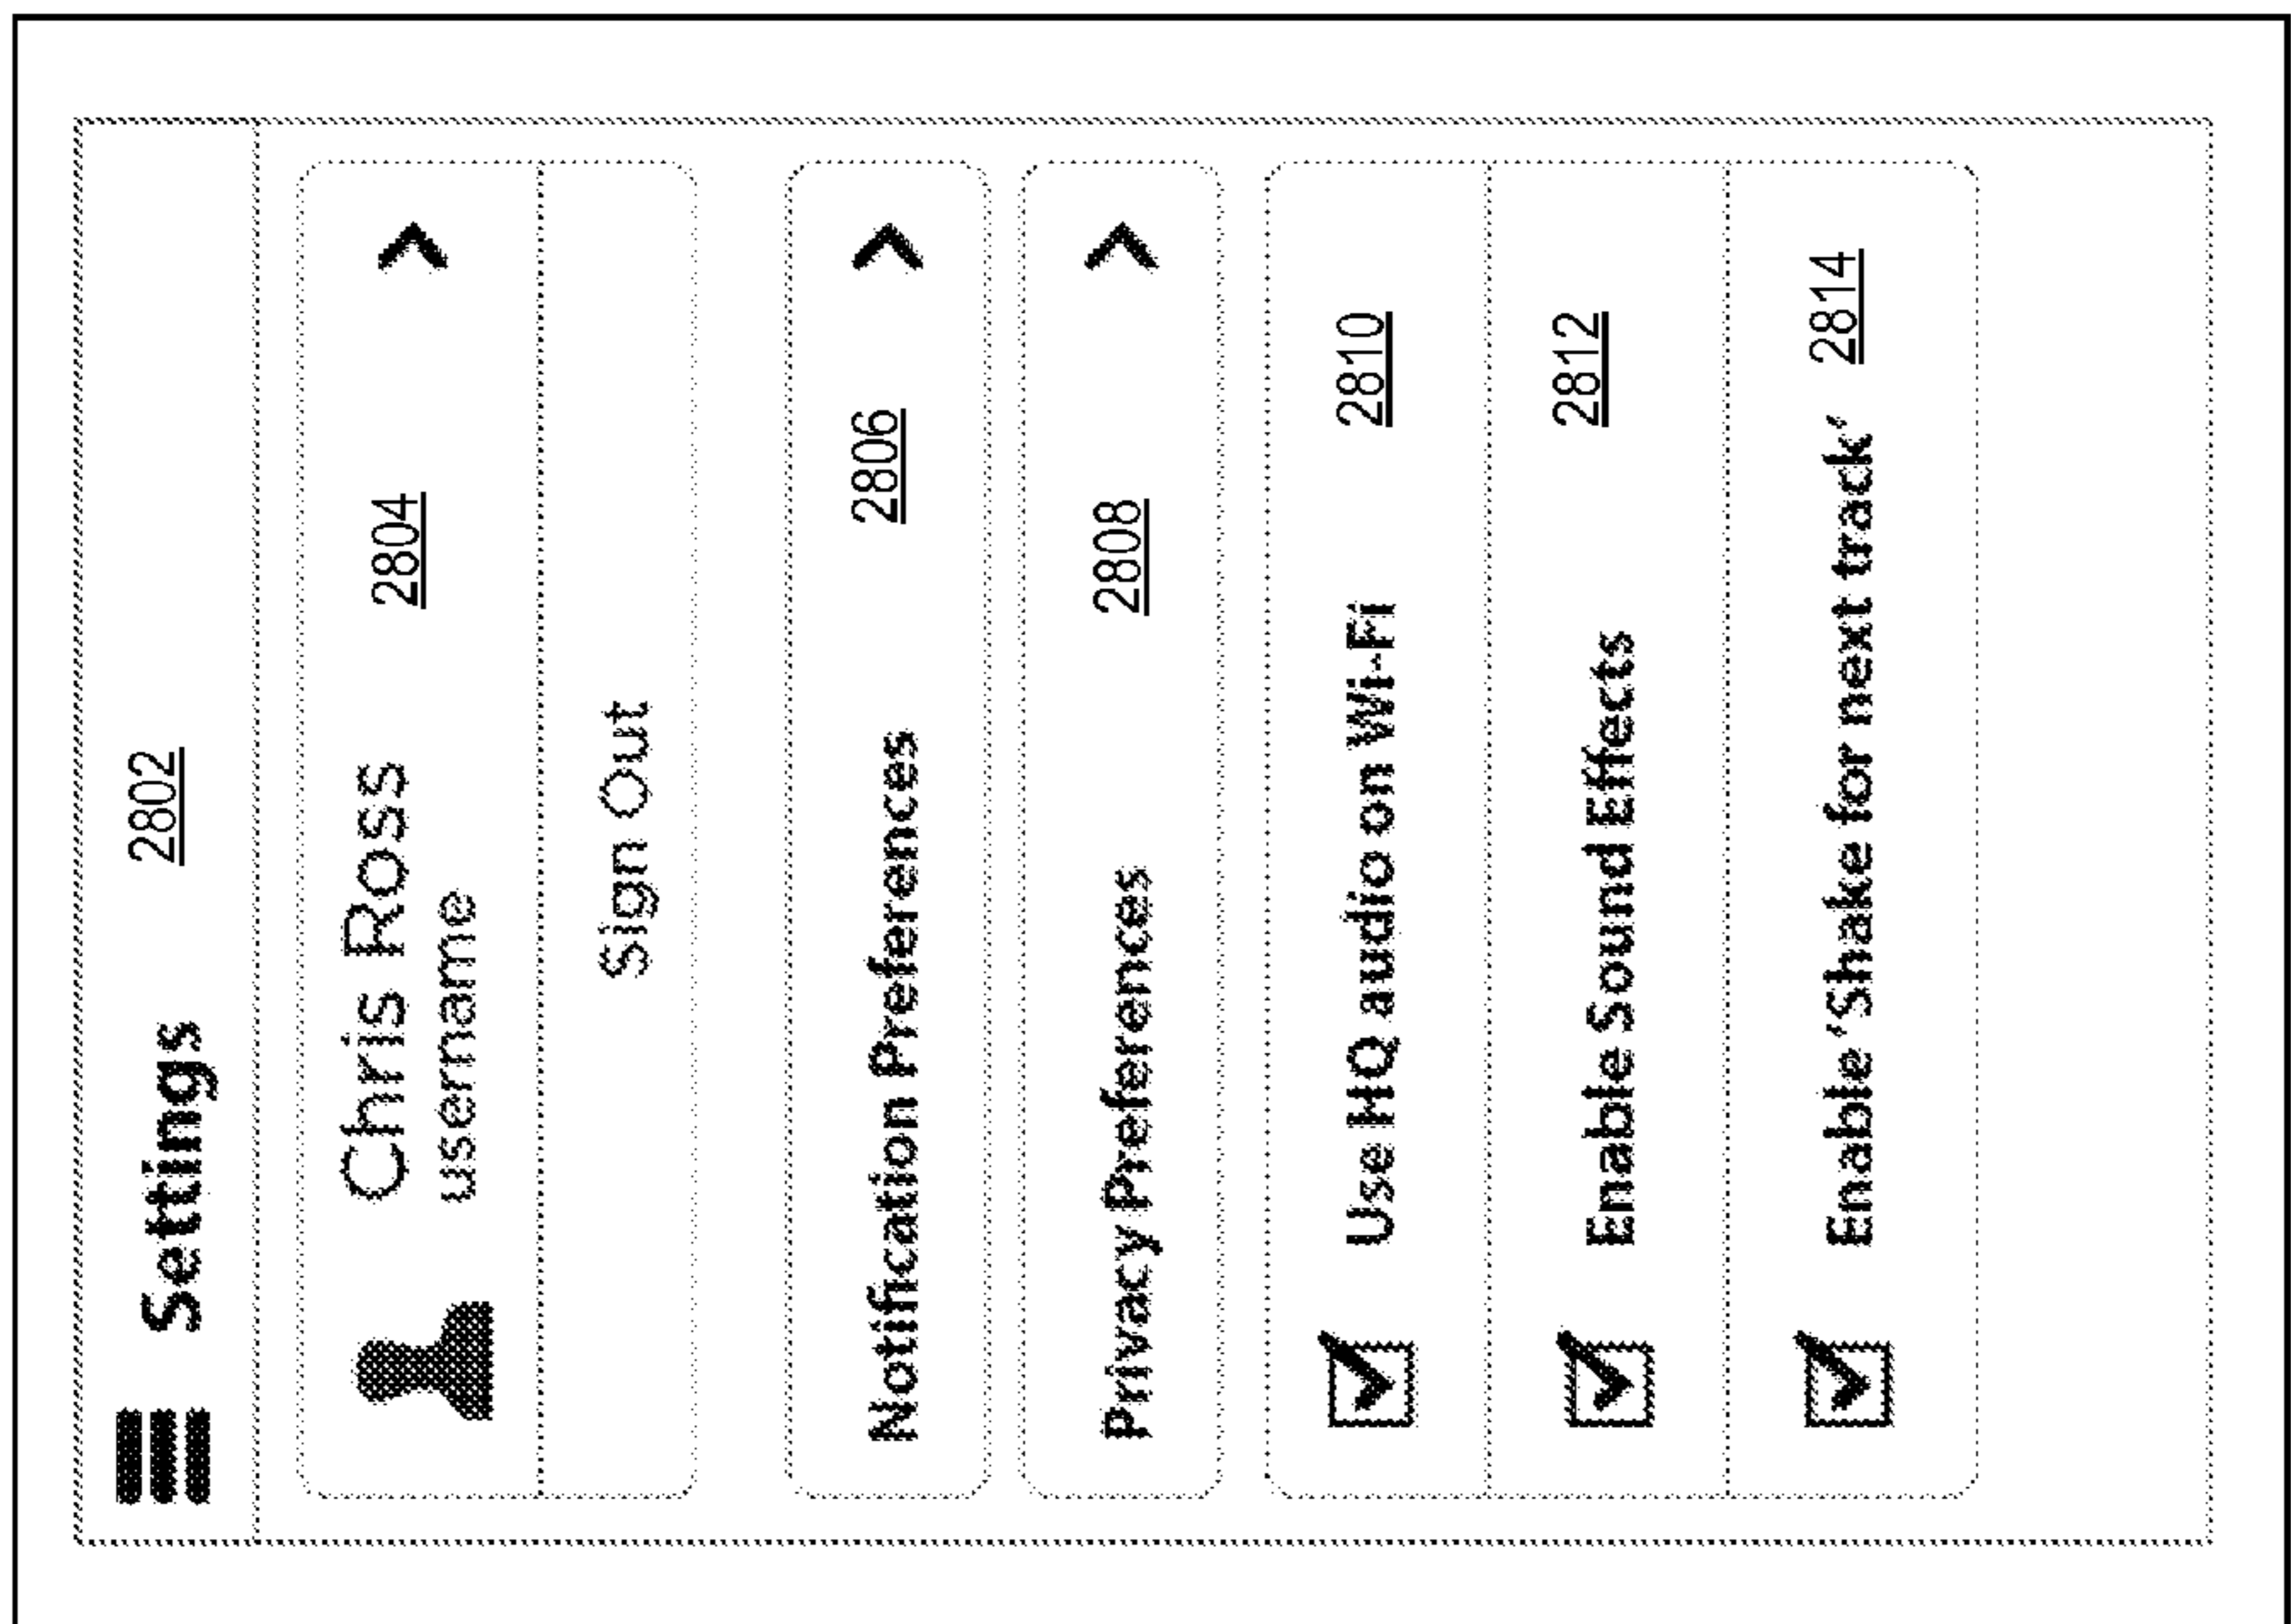 Settings 2802
Chris Ross 2804
username
Sign Out
Notification Preferences 2806
Privacy Preferences 2808
Use HQ audio on Wi-Fi 2810
Enable Sound Effects 2812
Enable ‘Shake for next track’ 2814